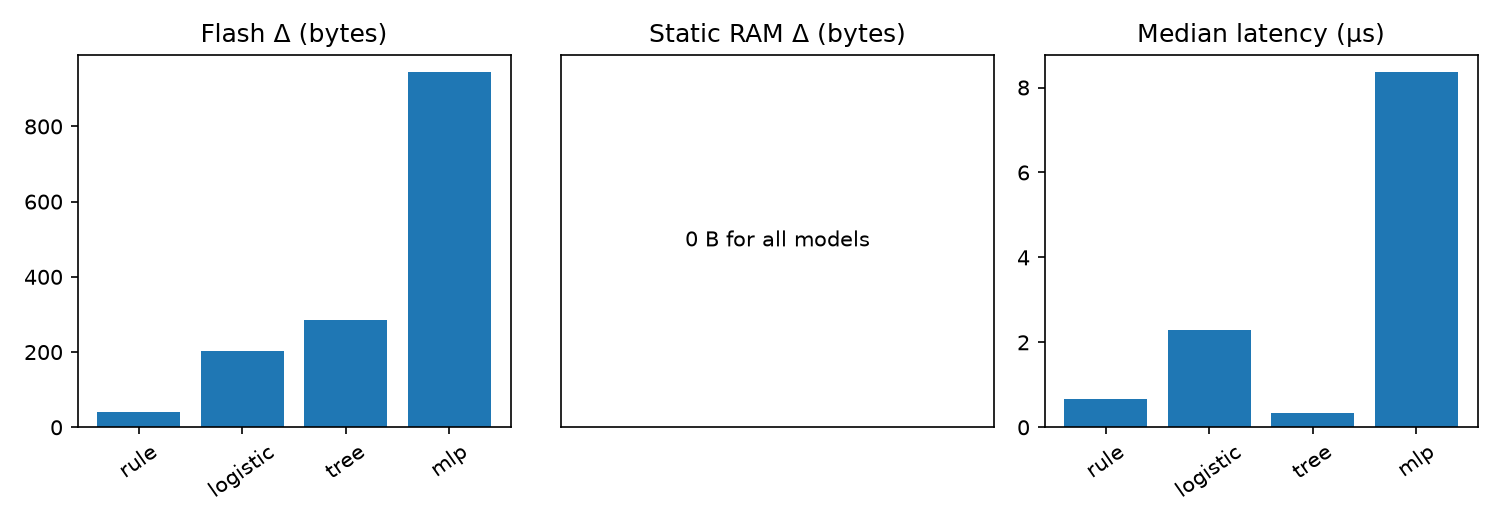 Flash Δ (bytes)
800
600
400
200
0
rule
logistic
tree
mlp
Static RAM Δ (bytes)
0 B for all models
Median latency (µs)
8
6
4
2
0
rule
logistic
tree
mlp